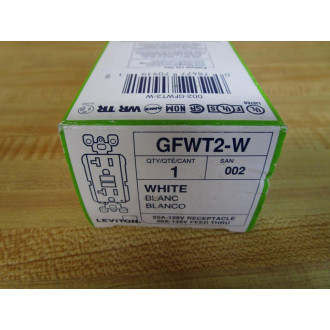 002-GFWT2-W
WR TR
NOM
GFWT2-W
QTY/QTÉ/CANT
SAN
1
002
WHITE
BLANC
BLANCO
LEVITON
20A-125V RECEPTACLE
20A-125V FEED THRU